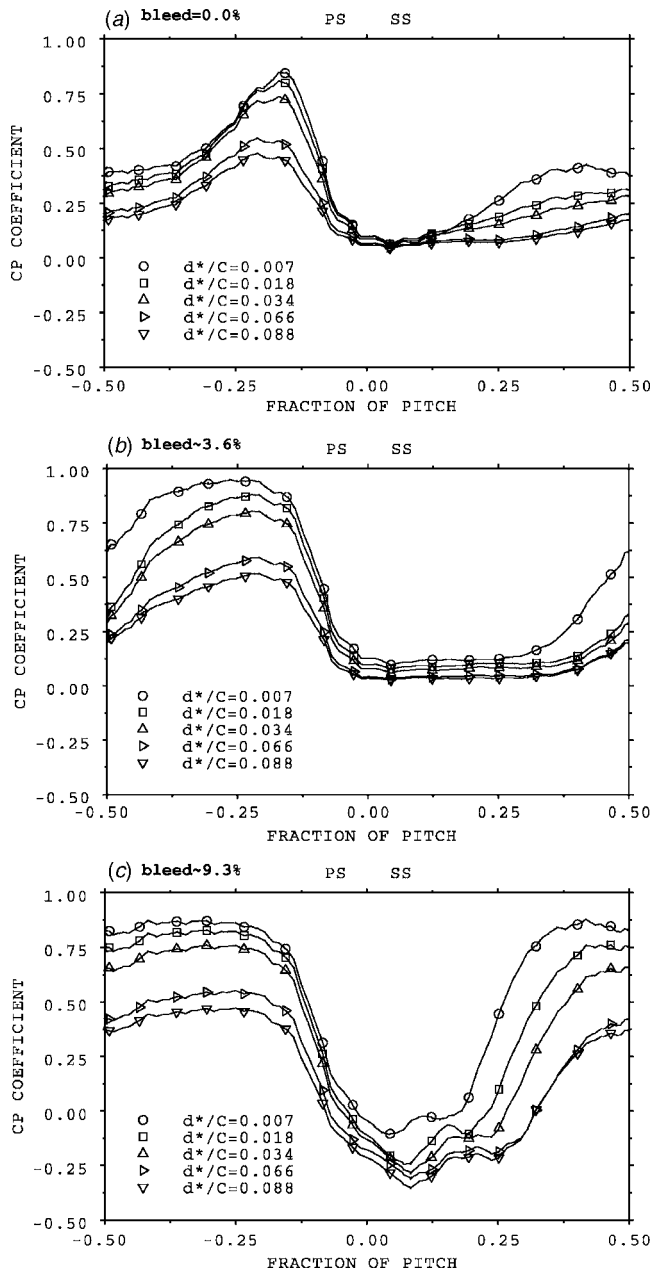 (a) bleed=0.0% PS SS
1.00
0.75
0.50
0.25
0.00
-0.25
-0.50
CP COEFFICIENT
d*/C=0.007
d*/C=0.018
d*/C=0.034
d*/C=0.066
d*/C=0.088
-0.50 -0.25 0.00 0.25 0.50
FRACTION OF PITCH
(b) bleed~3.6% PS SS
1.00
0.75
0.50
0.25
0.00
-0.25
-0.50
CP COEFFICIENT
d*/C=0.007
d*/C=0.018
d*/C=0.034
d*/C=0.066
d*/C=0.088
-0.50 -0.25 0.00 0.25 0.50
FRACTION OF PITCH
(c) bleed~9.3% PS SS
1.00
0.75
0.50
0.25
0.00
-0.25
-0.50
CP COEFFICIENT
d*/C=0.007
d*/C=0.018
d*/C=0.034
d*/C=0.066
d*/C=0.088
-0.50 -0.25 0.00 0.25 0.50
FRACTION OF PITCH